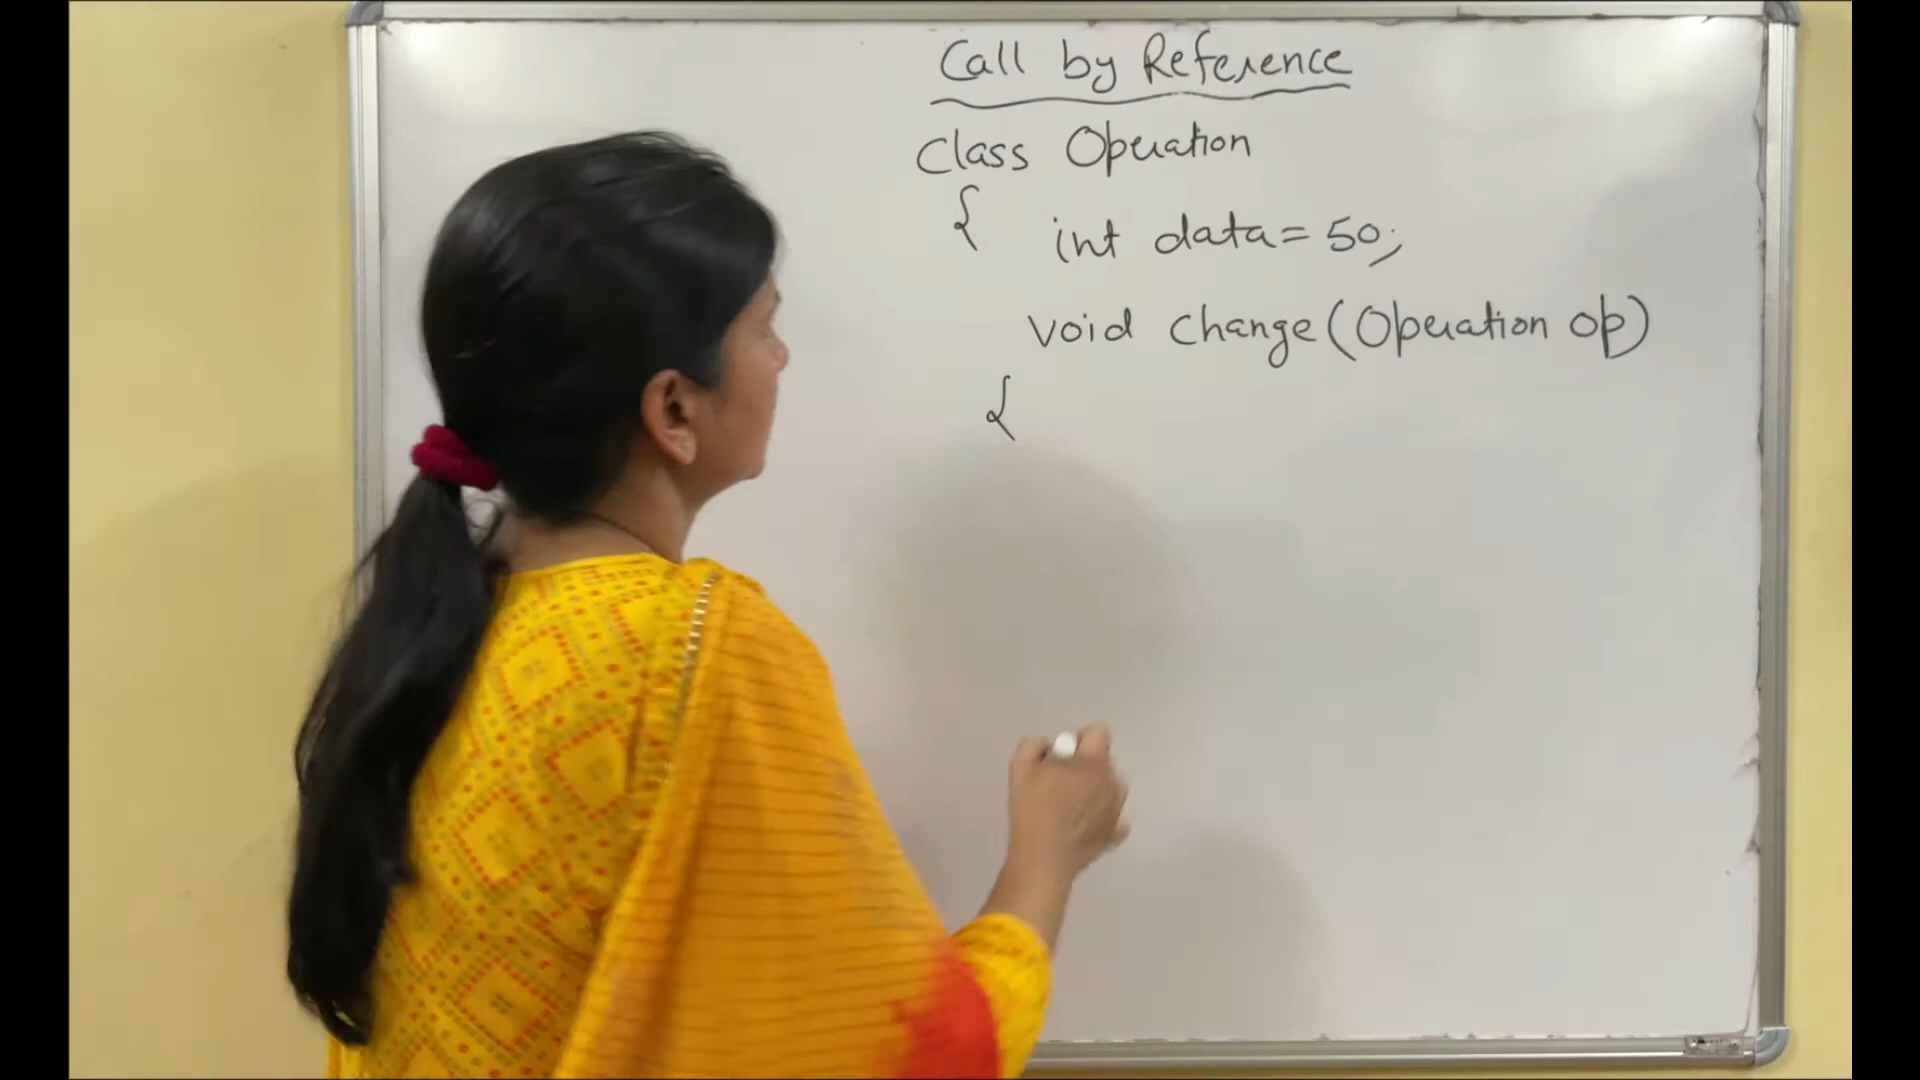 Call by Reference
Class Operation
{ int data = 50;
void change (Operation op)
{